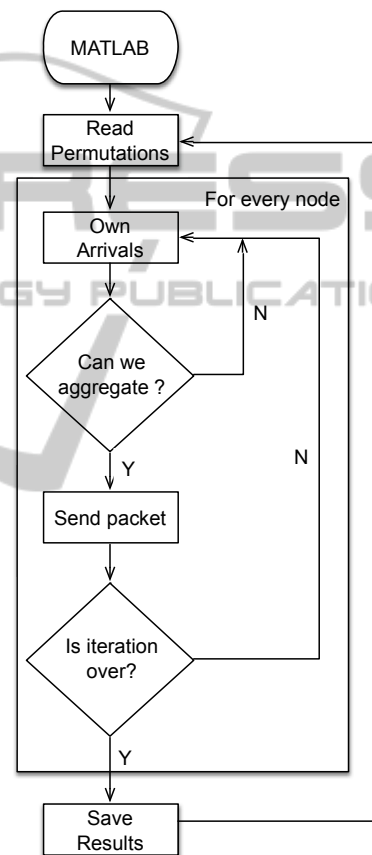 MATLAB
Read
Permutations
For every node
Own
Arrivals
N
Can we
aggregate ?
Y
N
Send packet
Is iteration
over?
Y
Save
Results